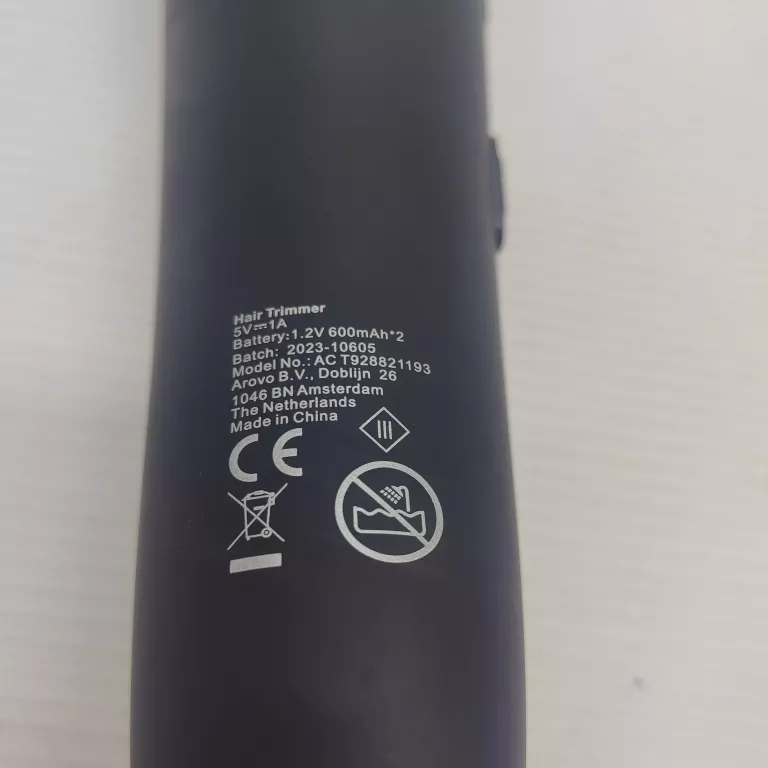 Hair Trimmer
5V⎓1A
Battery:1.2V 600mAh*2
Batch: 2023-10605
Model No.: AC T928821193
Arovo B.V., Doblijn 26
1046 BN Amsterdam
The Netherlands
Made in China
III
CE